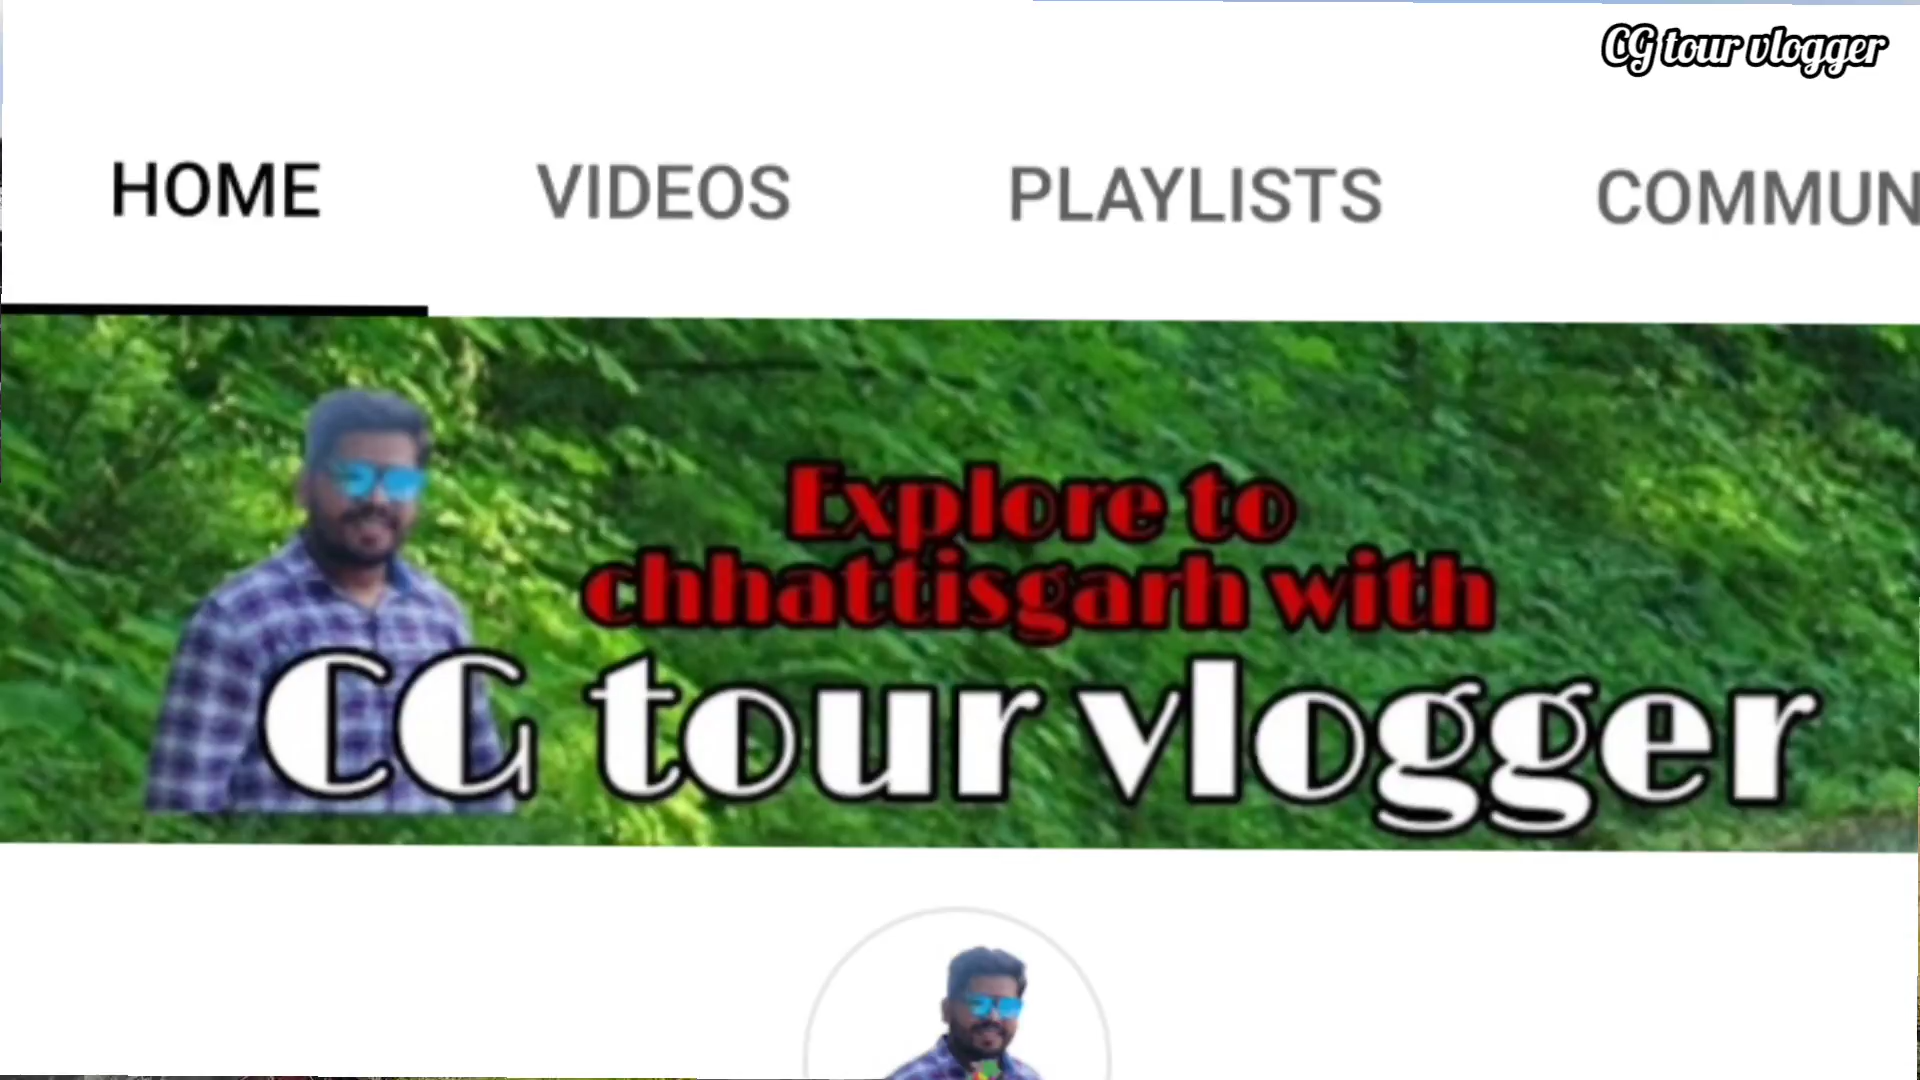 CG tour vlogger
HOME VIDEOS PLAYLISTS COMMUN
Explore to
chhattisgarh with
CG tour vlogger